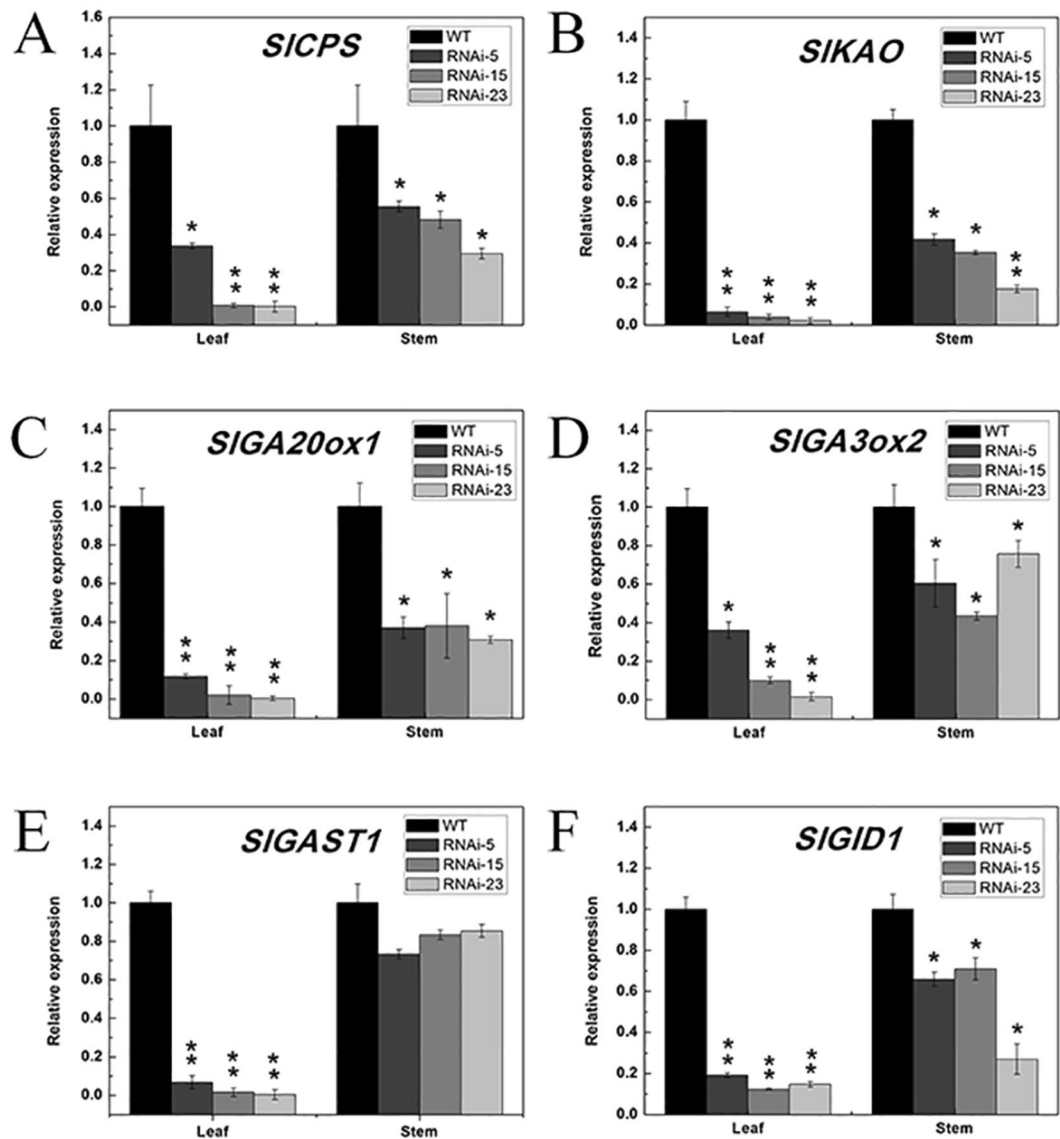 A
SlCPS
WT
RNAi-5
RNAi-15
RNAi-23
Relative expression
1.6
1.4
1.2
1.0
0.8
0.6
0.4
0.2
0.0
*
**
**
*
*
*
Leaf
Stem
B
SlKAO
WT
RNAi-5
RNAi-15
RNAi-23
Relative expression
1.4
1.2
1.0
0.8
0.6
0.4
0.2
0.0
**
**
**
*
*
**
Leaf
Stem
C
SlGA20ox1
WT
RNAi-5
RNAi-15
RNAi-23
Relative expression
1.4
1.2
1.0
0.8
0.6
0.4
0.2
0.0
**
**
**
*
*
*
Leaf
Stem
D
SlGA3ox2
WT
RNAi-5
RNAi-15
RNAi-23
Relative expression
1.4
1.2
1.0
0.8
0.6
0.4
0.2
0.0
*
**
**
*
*
*
Leaf
Stem
E
SlGAST1
WT
RNAi-5
RNAi-15
RNAi-23
Relative expression
1.4
1.2
1.0
0.8
0.6
0.4
0.2
0.0
**
**
**
Leaf
Stem
F
SlGID1
WT
RNAi-5
RNAi-15
RNAi-23
Relative expression
1.4
1.2
1.0
0.8
0.6
0.4
0.2
0.0
**
**
**
*
*
*
Leaf
Stem